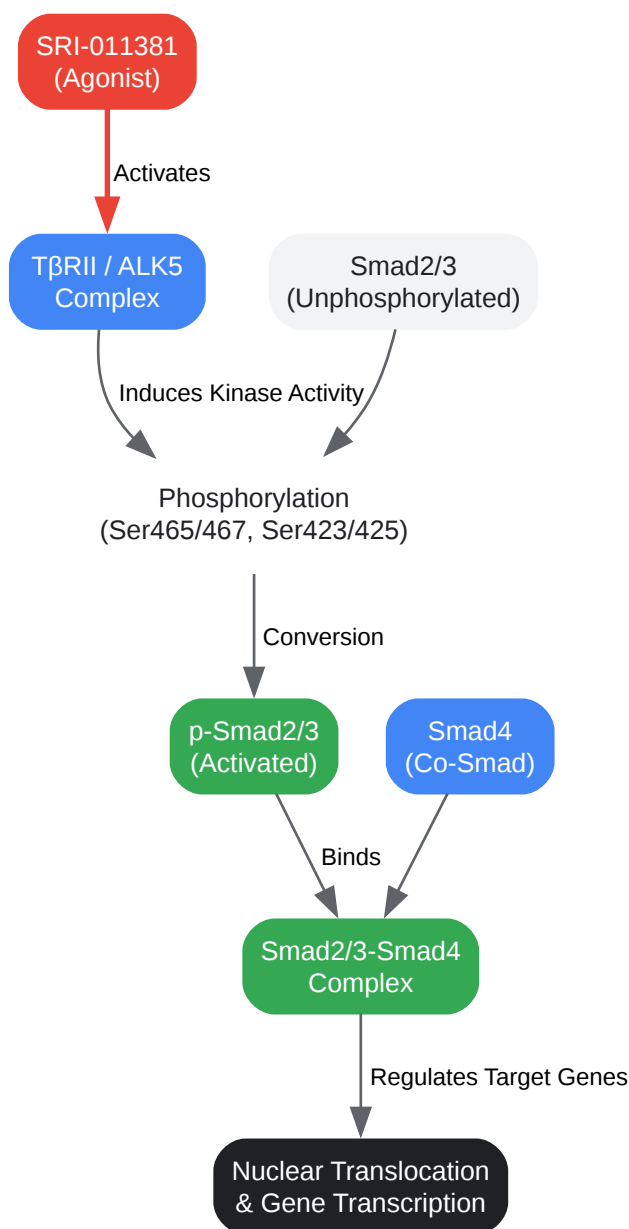 SRI-011381
(Agonist)
Activates
TβRII / ALK5
Complex
Smad2/3
(Unphosphorylated)
Induces Kinase Activity
Phosphorylation
(Ser465/467, Ser423/425)
Conversion
p-Smad2/3
(Activated)
Smad4
(Co-Smad)
Binds
Smad2/3-Smad4
Complex
Regulates Target Genes
Nuclear Translocation
& Gene Transcription